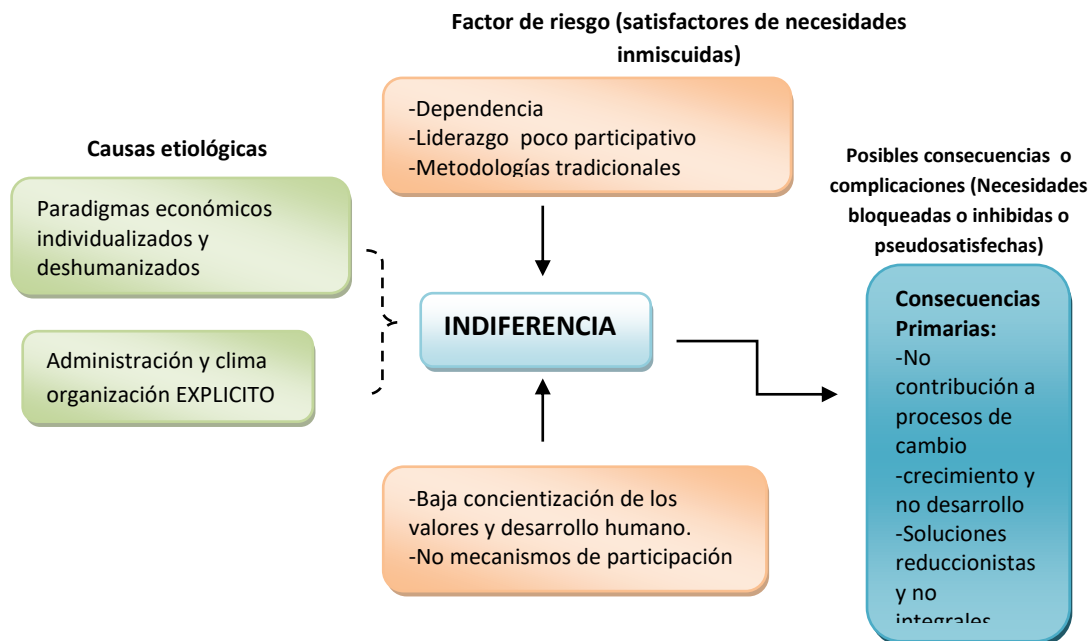 Factor de riesgo (satisfactores de necesidades
inmiscuidas)
-Dependencia
-Liderazgo poco participativo
-Metodologías tradicionales
Causas etiológicas
Paradigmas económicos
individualizados y
deshumanizados
Administración y clima
organización EXPLICITO
INDIFERENCIA
-Baja concientización de los
valores y desarrollo humano.
-No mecanismos de participación
Posibles consecuencias o
complicaciones (Necesidades
bloqueadas o inhibidas o
pseudosatisfechas)
Consecuencias
Primarias:
-No
contribución a
procesos de
cambio
-crecimiento y
no desarrollo
-Soluciones
reduccionistas
y no
integrales